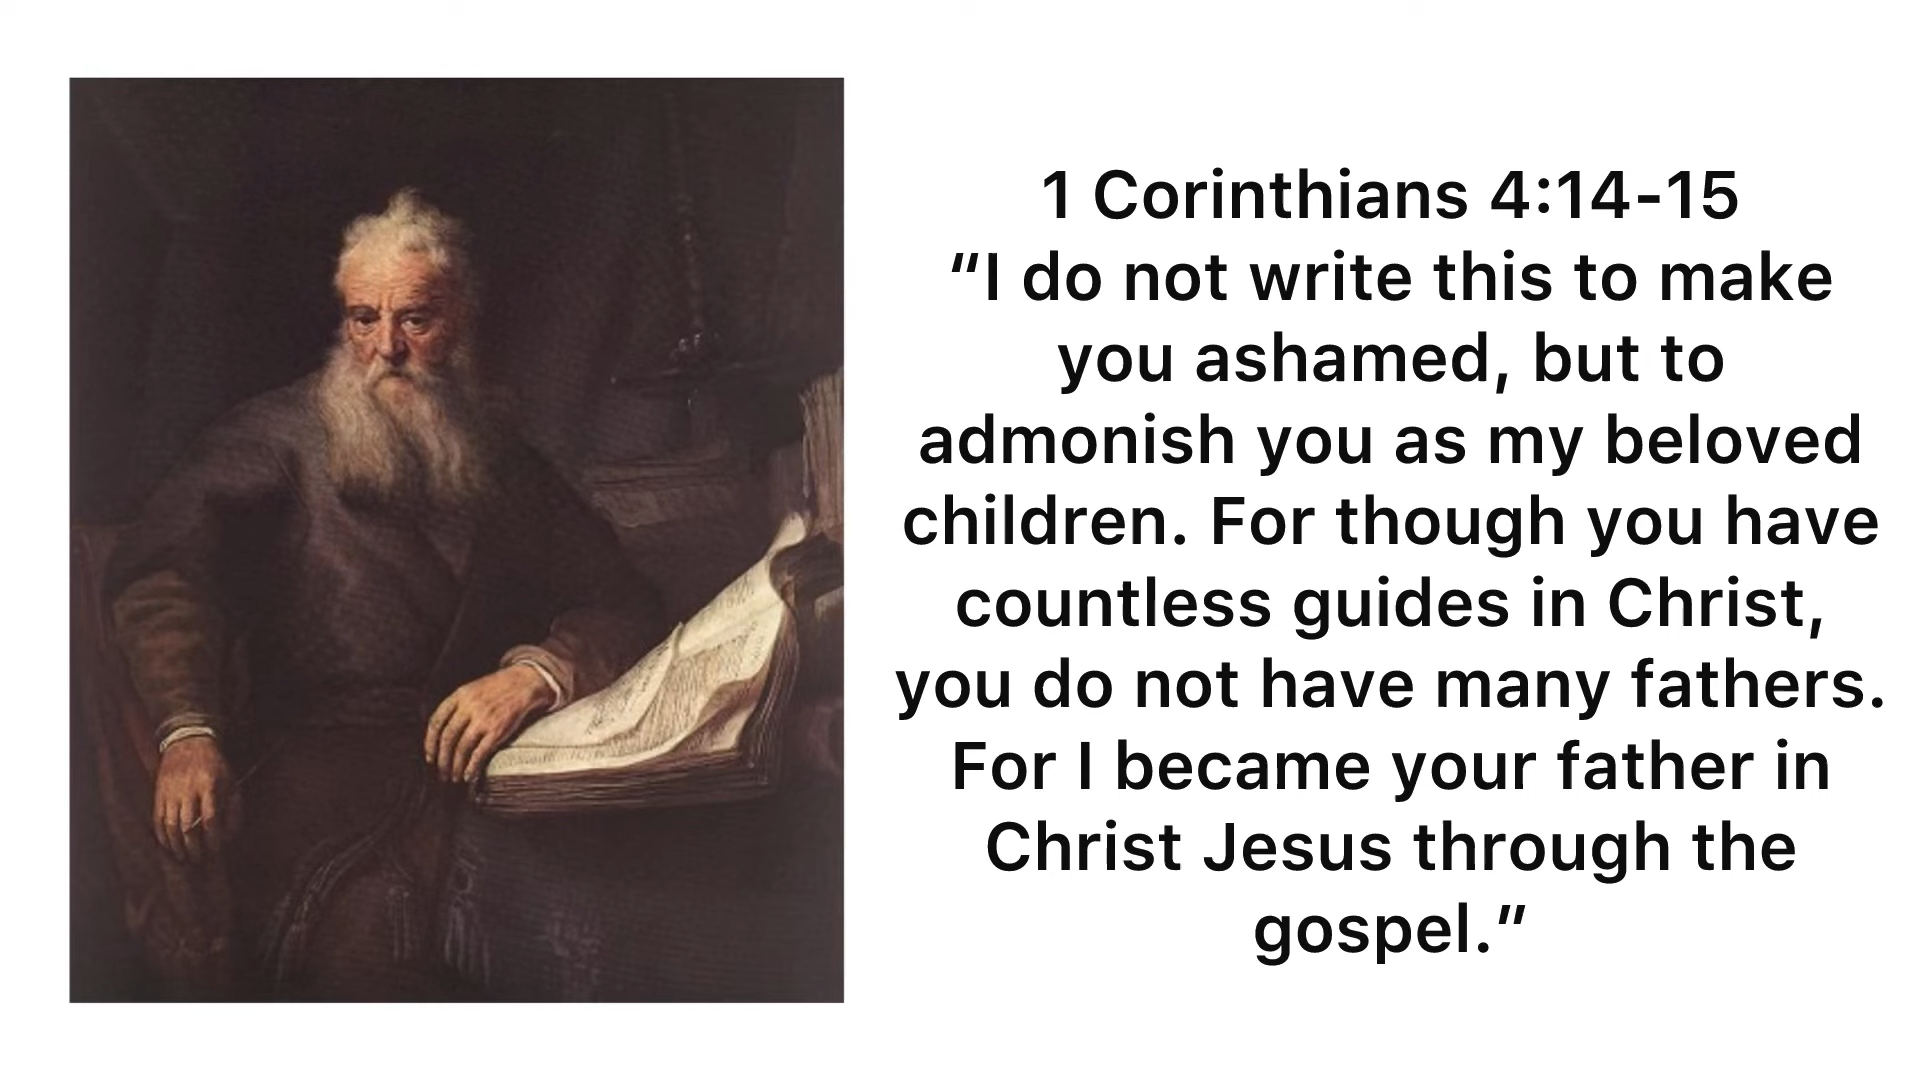 1 Corinthians 4:14-15
“I do not write this to make
you ashamed, but to
admonish you as my beloved
children. For though you have
countless guides in Christ,
you do not have many fathers.
For I became your father in
Christ Jesus through the
gospel.”